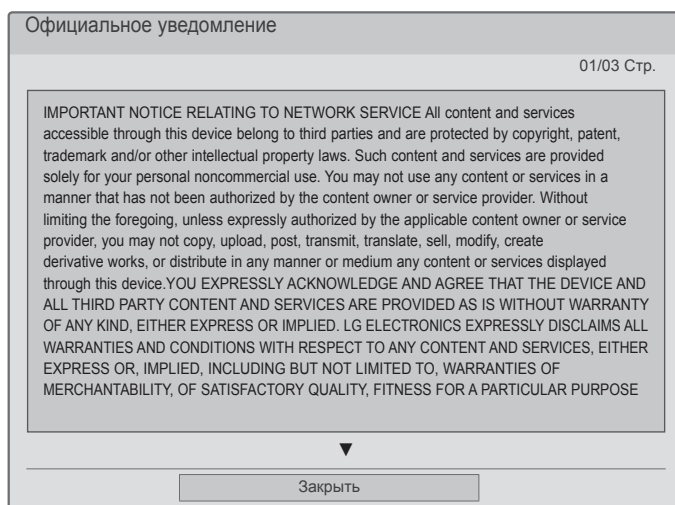 Официальное уведомление
01/03 Стр.
IMPORTANT NOTICE RELATING TO NETWORK SERVICE All content and services
accessible through this device belong to third parties and are protected by copyright, patent,
trademark and/or other intellectual property laws. Such content and services are provided
solely for your personal noncommercial use. You may not use any content or services in a
manner that has not been authorized by the content owner or service provider. Without
limiting the foregoing, unless expressly authorized by the applicable content owner or service
provider, you may not copy, upload, post, transmit, translate, sell, modify, create
derivative works, or distribute in any manner or medium any content or services displayed
through this device.YOU EXPRESSLY ACKNOWLEDGE AND AGREE THAT THE DEVICE AND
ALL THIRD PARTY CONTENT AND SERVICES ARE PROVIDED AS IS WITHOUT WARRANTY
OF ANY KIND, EITHER EXPRESS OR IMPLIED. LG ELECTRONICS EXPRESSLY DISCLAIMS ALL
WARRANTIES AND CONDITIONS WITH RESPECT TO ANY CONTENT AND SERVICES, EITHER
EXPRESS OR, IMPLIED, INCLUDING BUT NOT LIMITED TO, WARRANTIES OF
MERCHANTABILITY, OF SATISFACTORY QUALITY, FITNESS FOR A PARTICULAR PURPOSE
▼
Закрыть